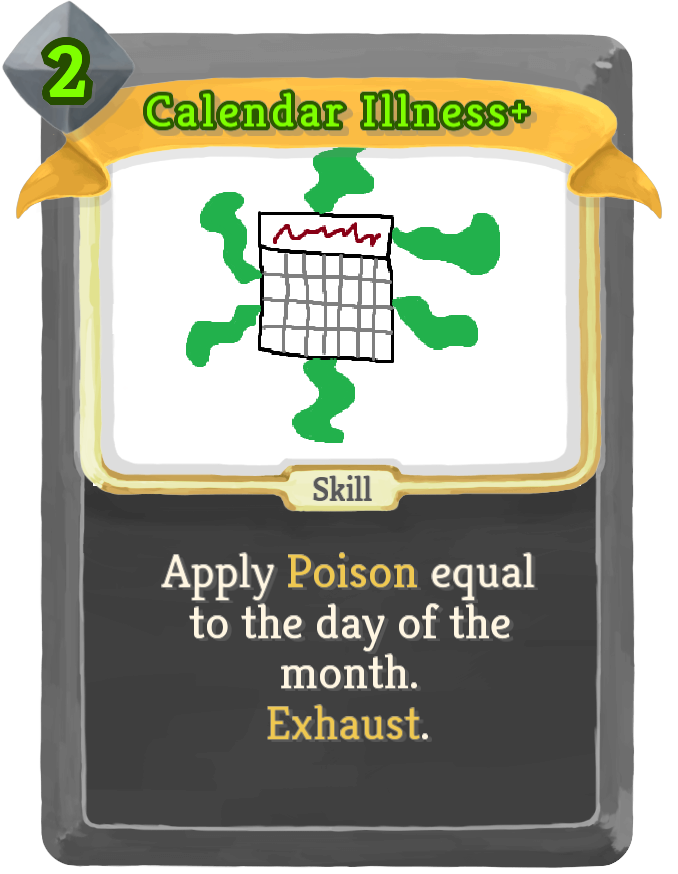 2
Calendar Illness+
Skill
Apply Poison equal
to the day of the
month.
Exhaust.